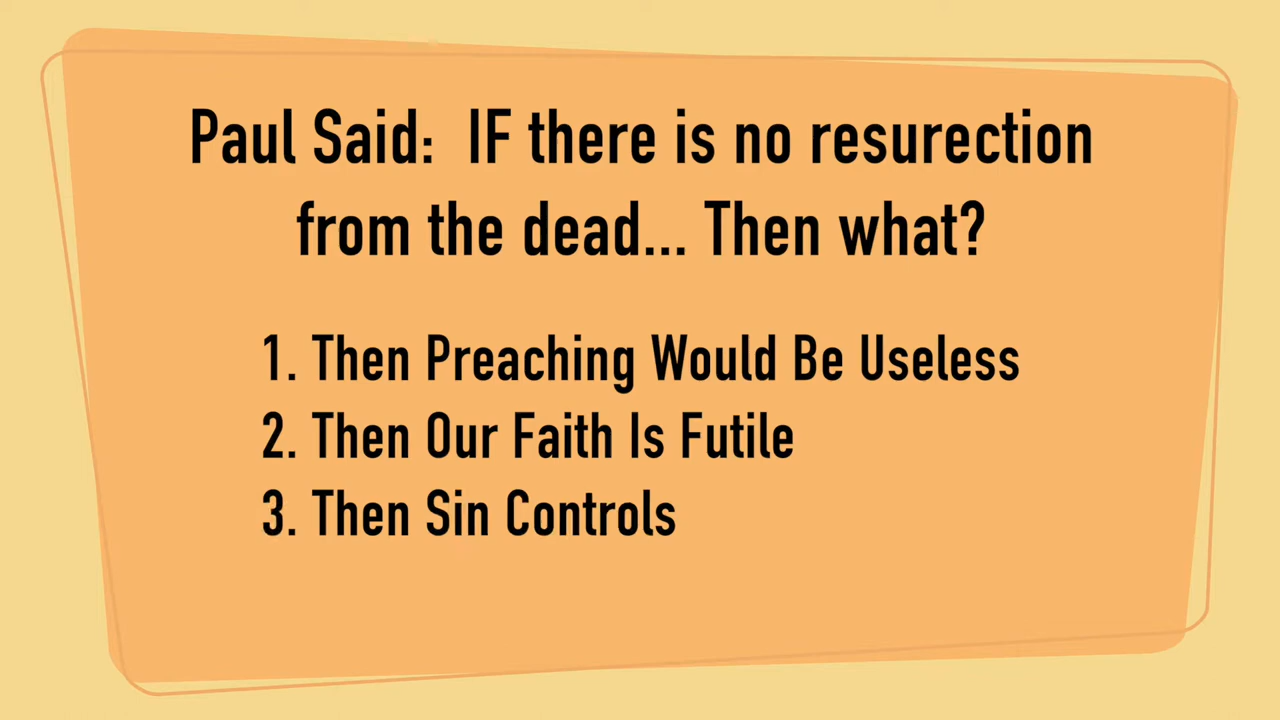 Paul Said:  IF there is no resurection
from the dead... Then what?
1. Then Preaching Would Be Useless
2. Then Our Faith Is Futile
3. Then Sin Controls